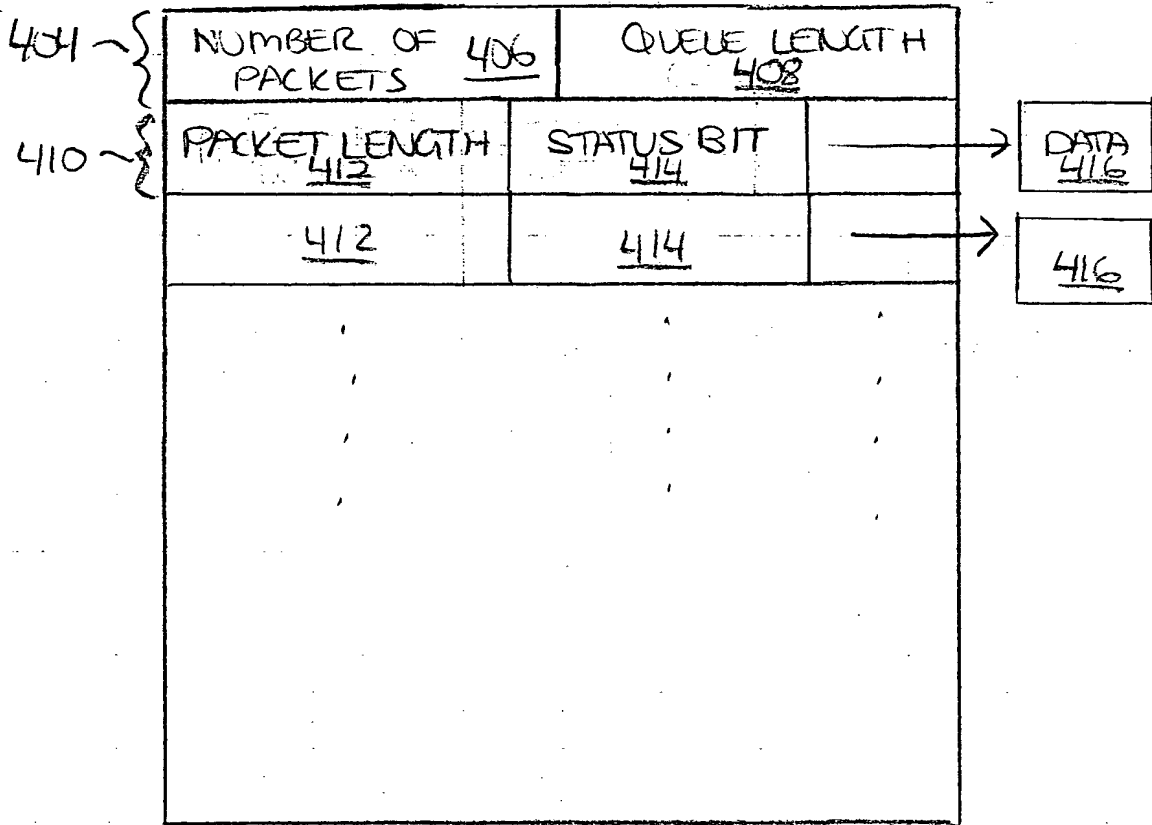 404 NUMBER OF 406 QUEUE LENGTH
PACKETS 408
410 PACKET LENGTH STATUS BIT DATA
412 414 416
412 414 416